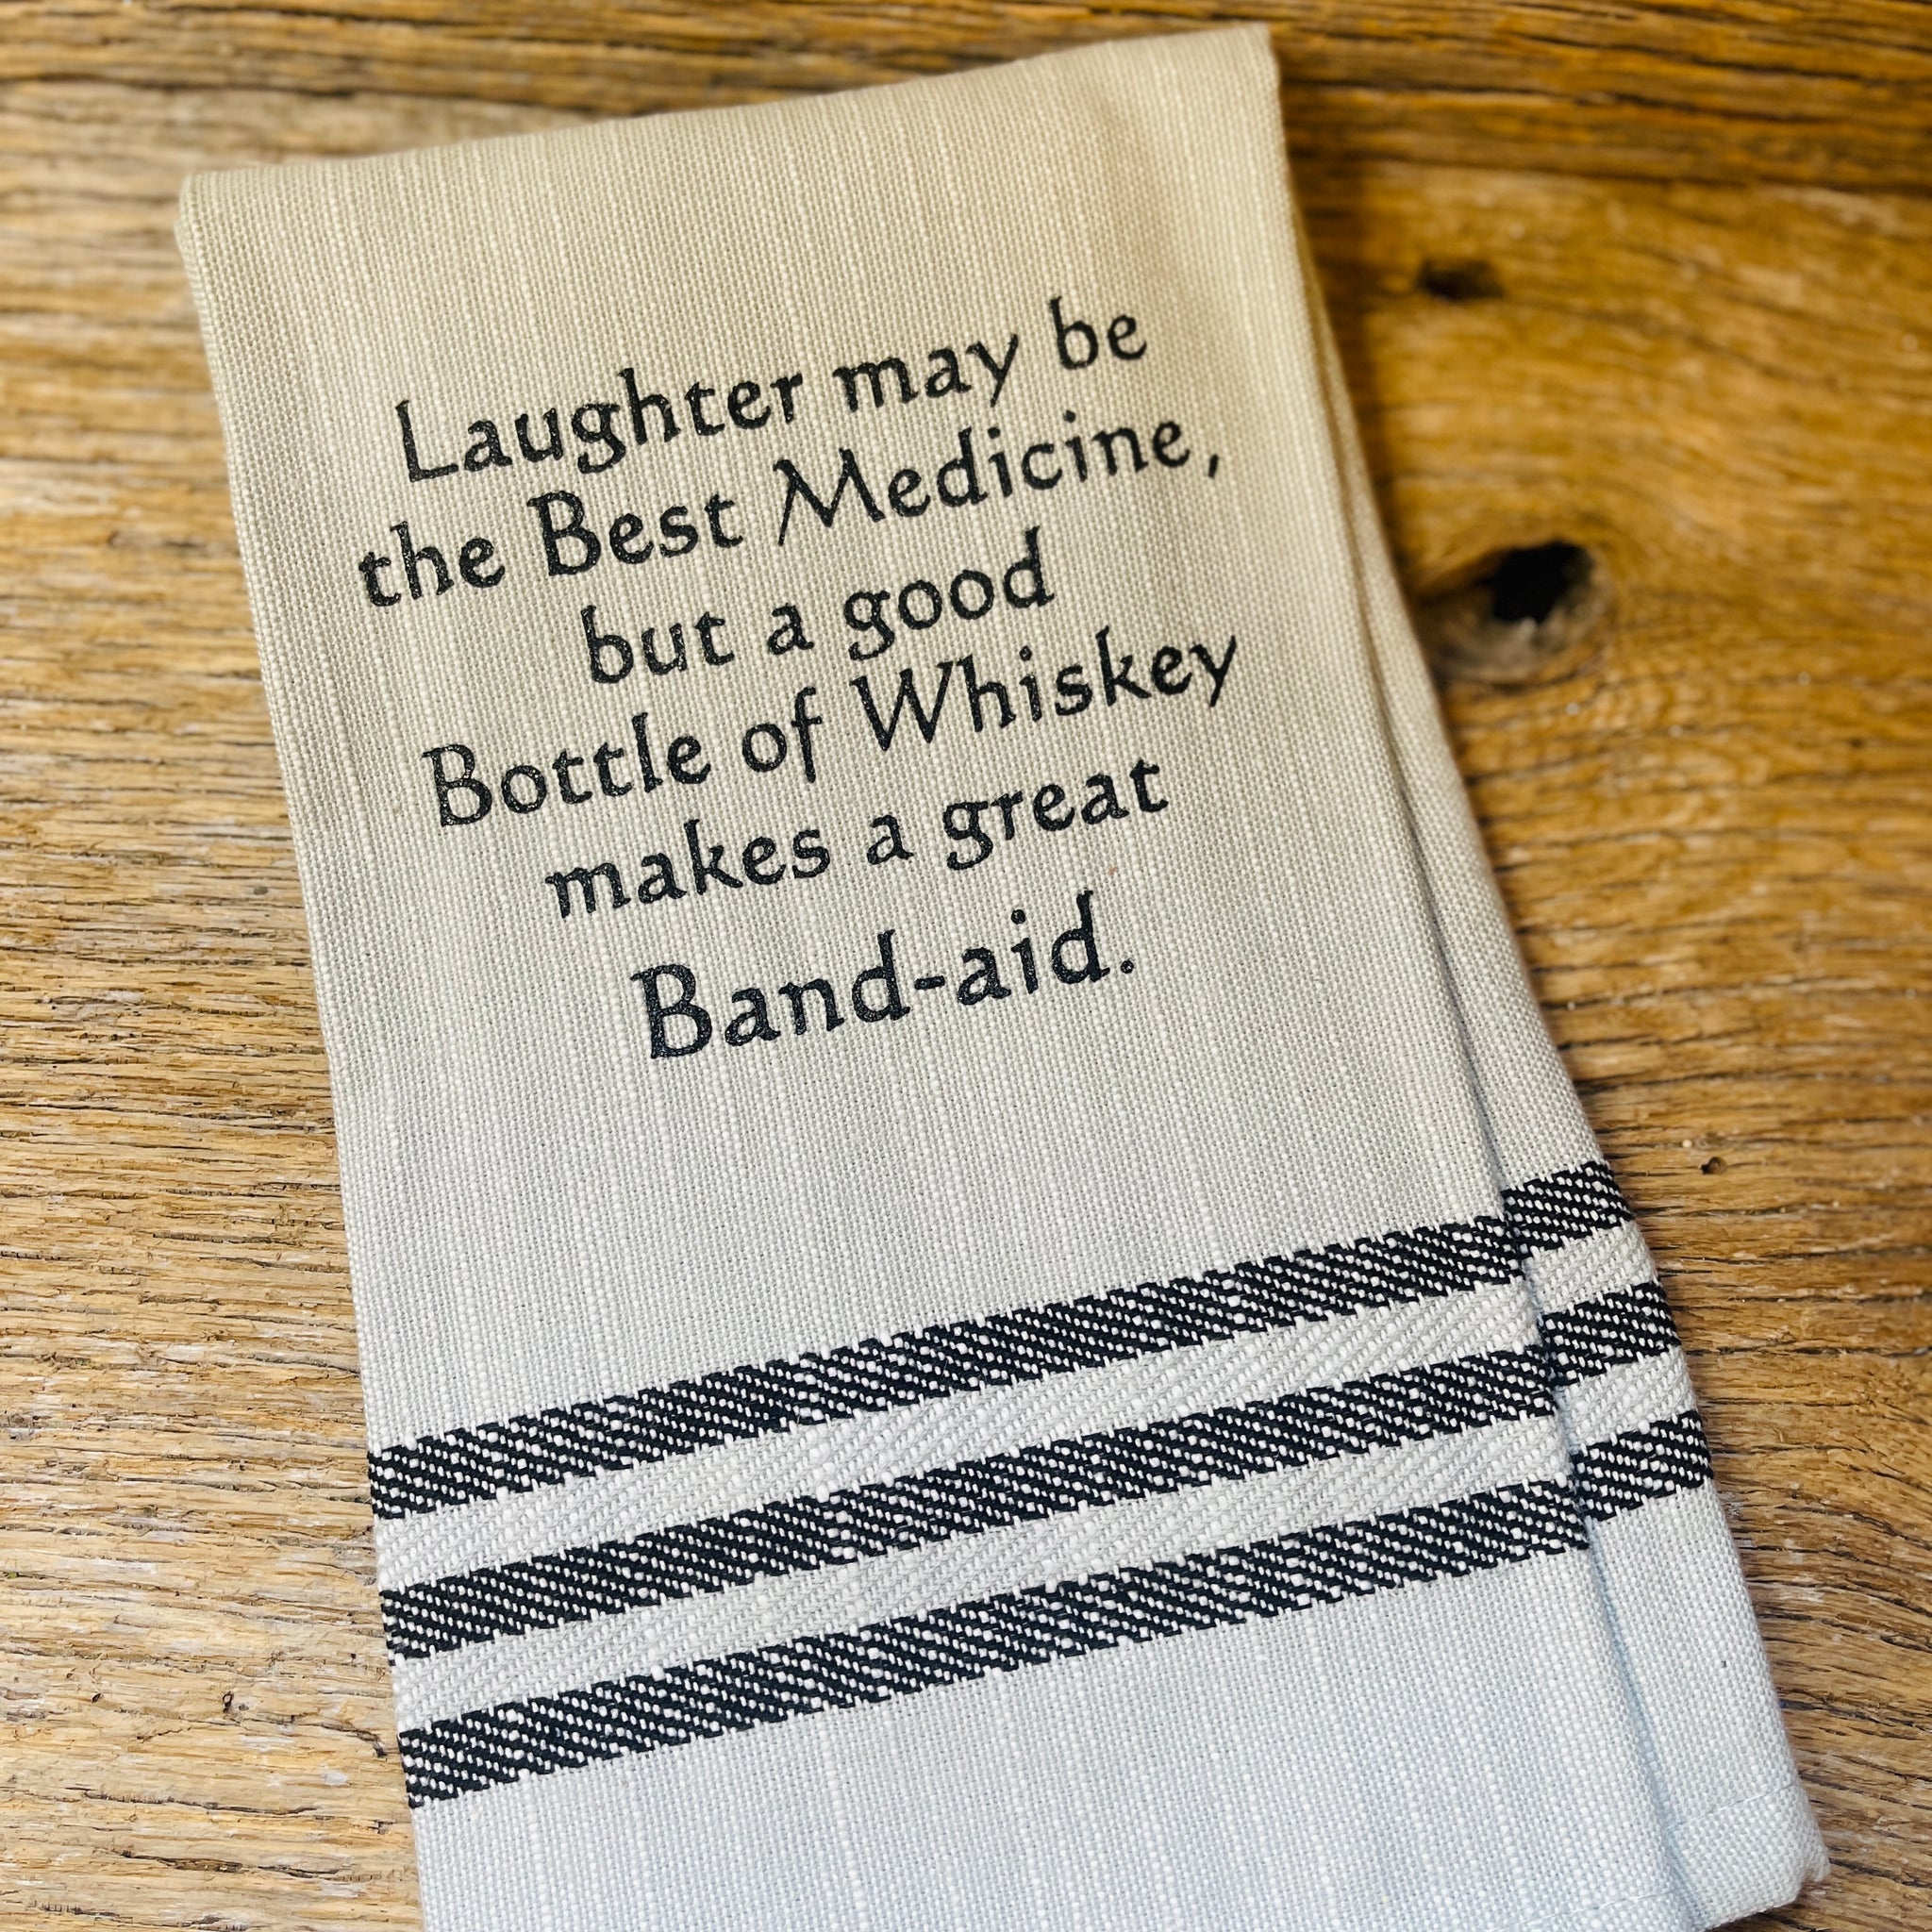 Laughter may be
the Best Medicine,
but a good
Bottle of Whiskey
makes a great
Band-aid.